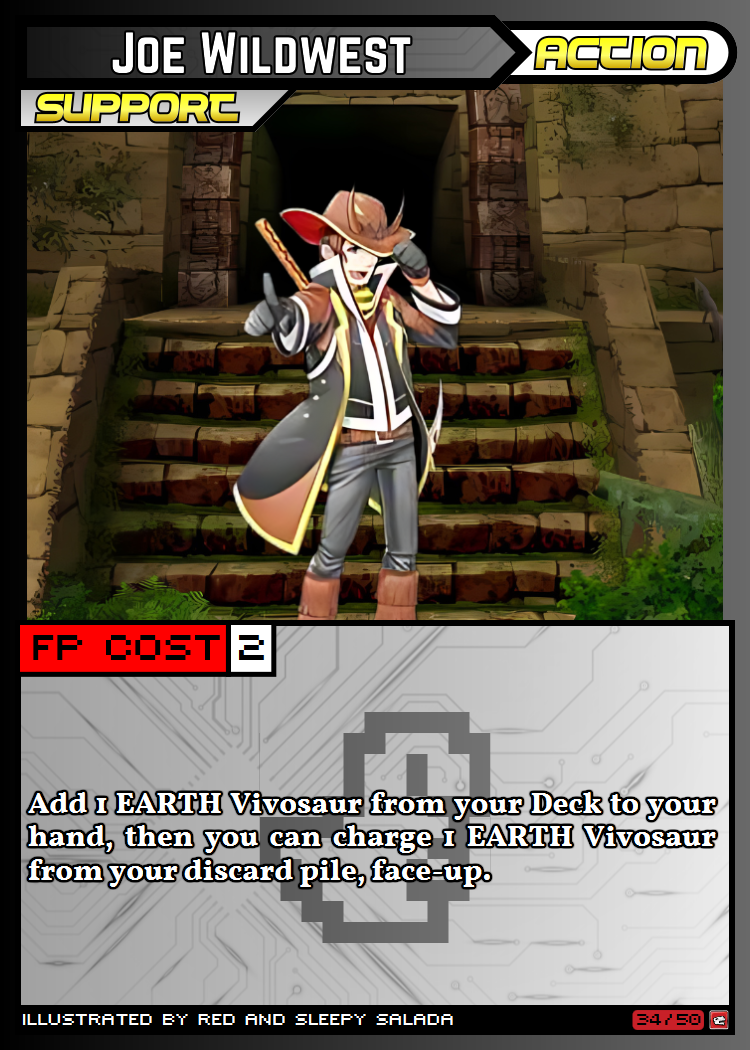 Joe Wildwest
ACTION
SUPPORT
FP COST 2
Add 1 EARTH Vivosaur from your Deck to your
hand, then you can charge 1 EARTH Vivosaur
from your discard pile, face-up.
ILLUSTRATED BY RED AND SLEEPY SALADA
34/50